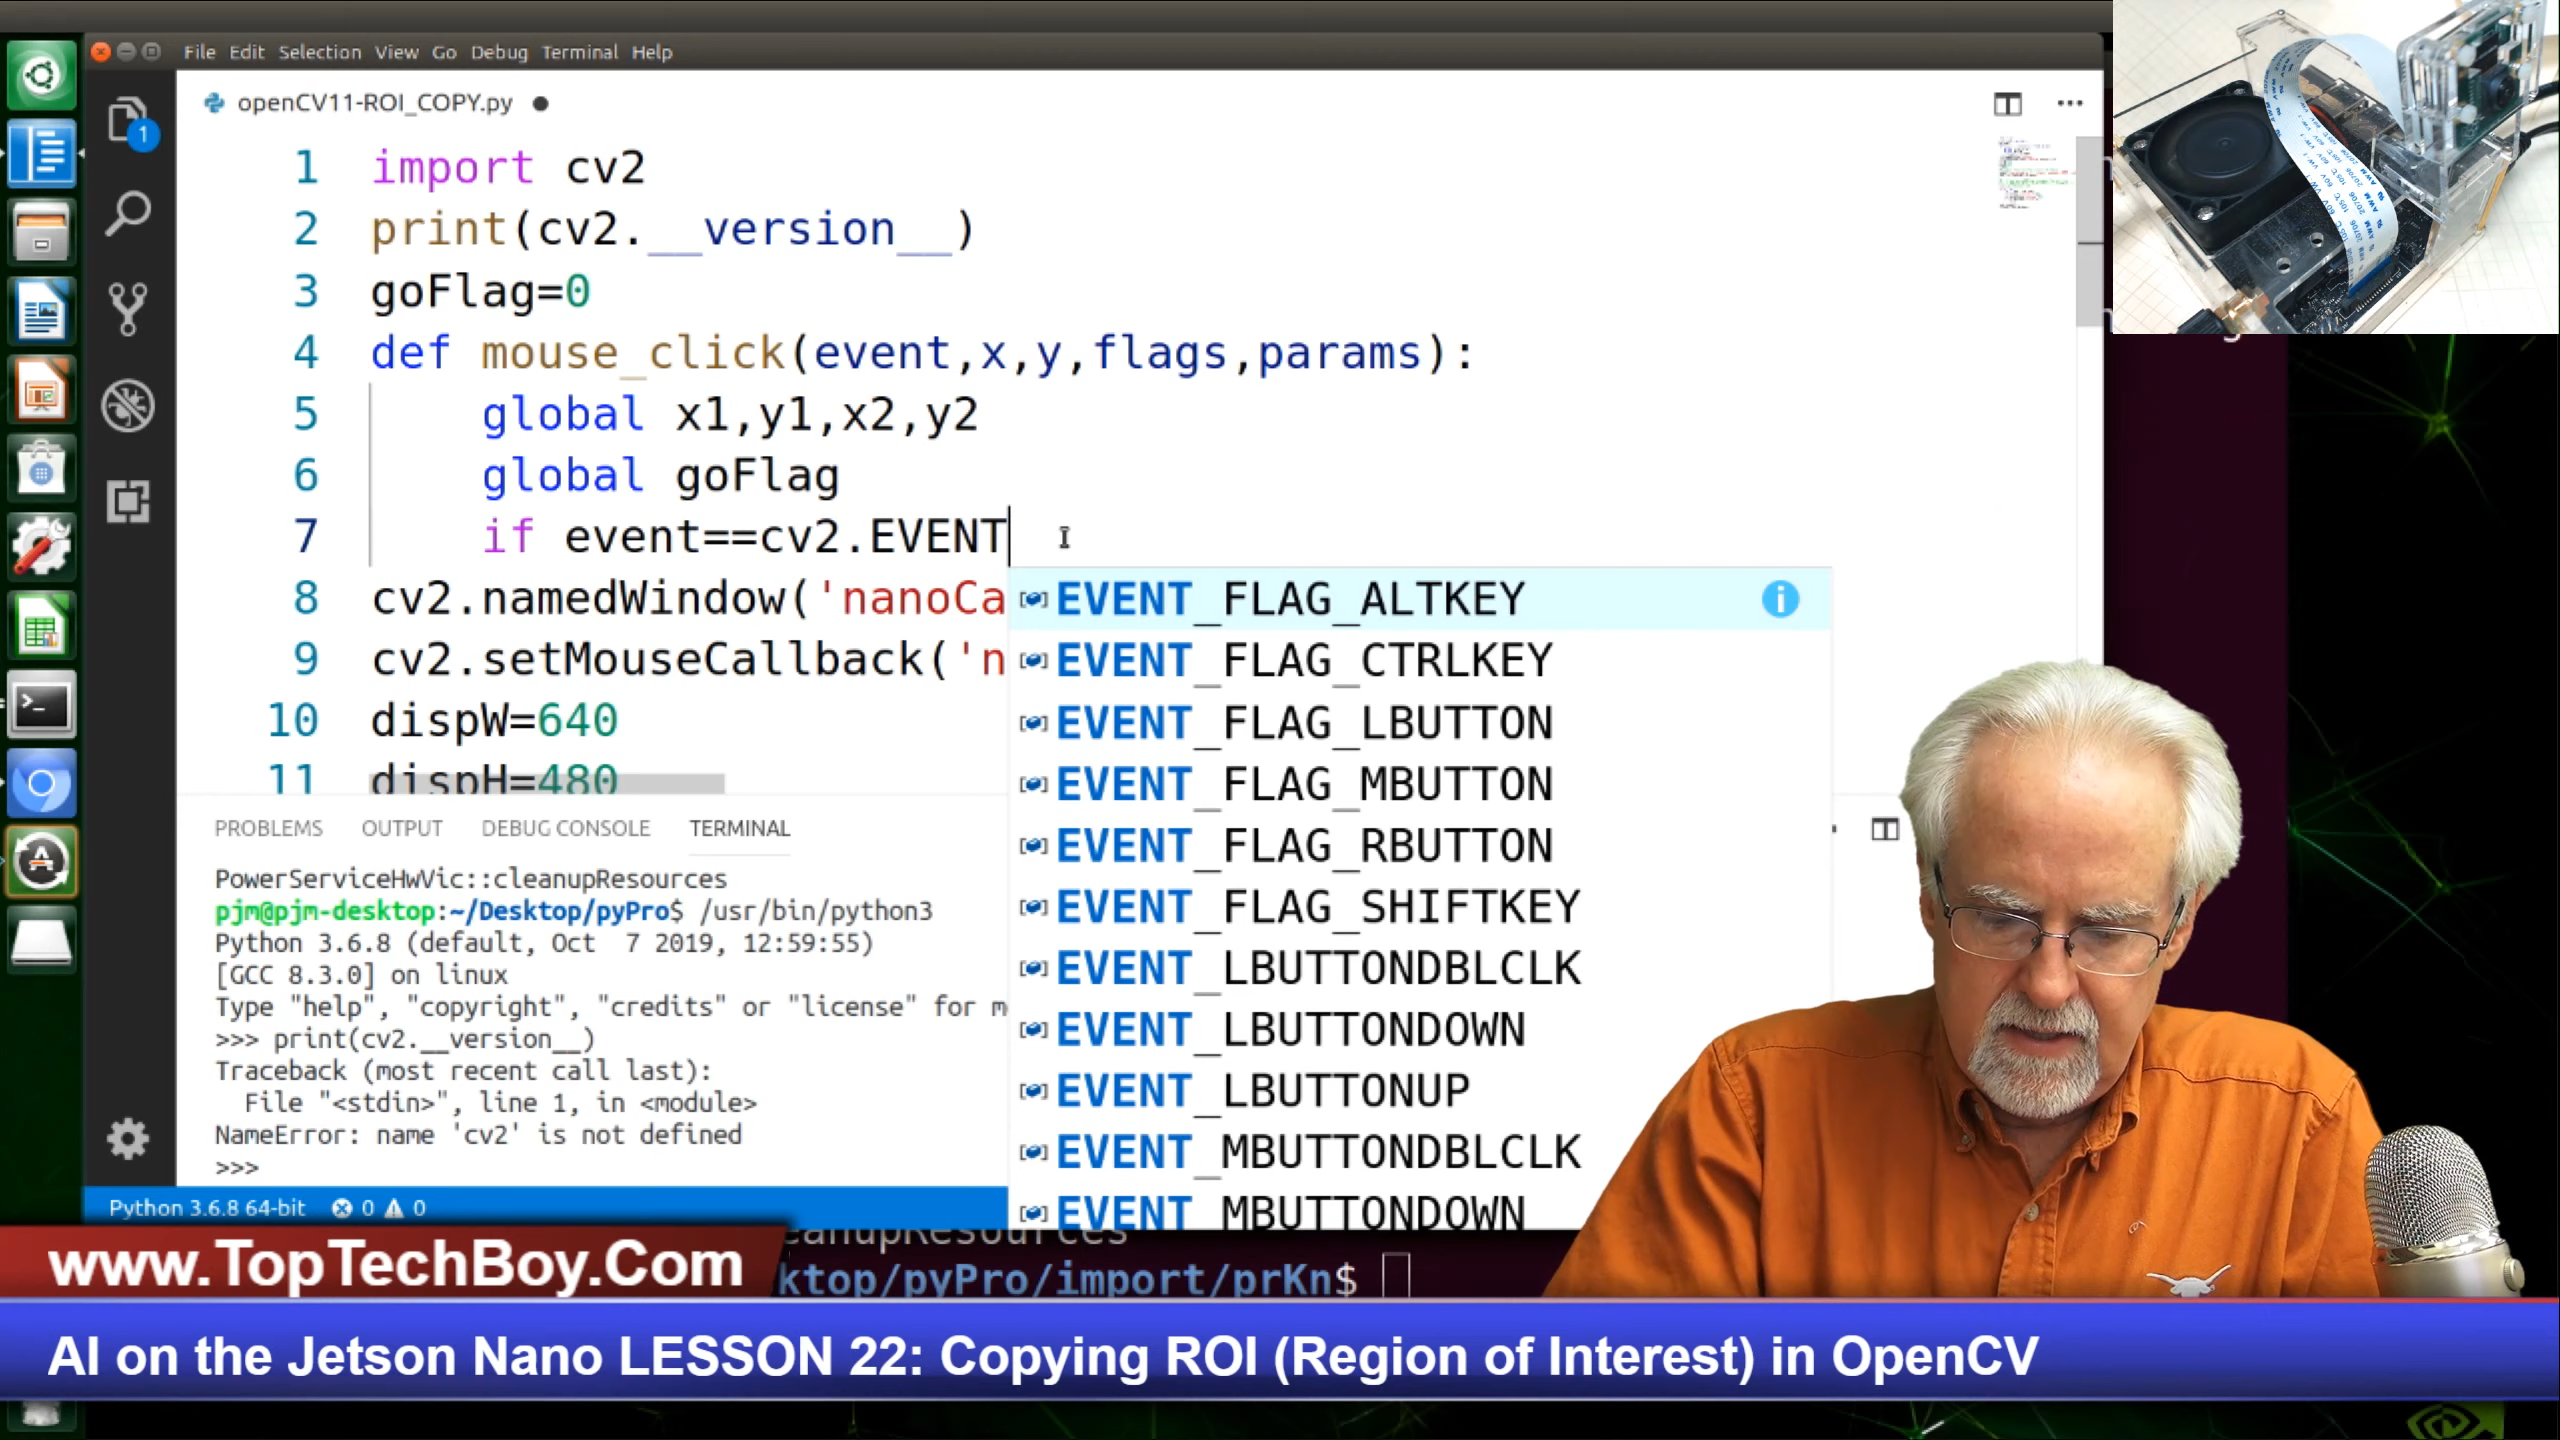 File Edit Selection View Go Debug Terminal Help
openCV11-ROI_COPY.py
1 import cv2
2 print(cv2.__version__)
3 goFlag=0
4 def mouse_click(event,x,y,flags,params):
5 global x1,y1,x2,y2
6 global goFlag
7 if event==cv2.EVENT
8 cv2.namedWindow('nanoCa
9 cv2.setMouseCallback('n
10 dispW=640
11 dispH=480
EVENT_FLAG_ALTKEY
EVENT_FLAG_CTRLKEY
EVENT_FLAG_LBUTTON
EVENT_FLAG_MBUTTON
EVENT_FLAG_RBUTTON
EVENT_FLAG_SHIFTKEY
EVENT_LBUTTONDBLCLK
EVENT_LBUTTONDOWN
EVENT_LBUTTONUP
EVENT_MBUTTONDBLCLK
EVENT_MBUTTONDOWN
PROBLEMS OUTPUT DEBUG CONSOLE TERMINAL
PowerServiceHwVic::cleanupResources
pjm@pjm-desktop:~/Desktop/pyPro$ /usr/bin/python3
Python 3.6.8 (default, Oct 7 2019, 12:59:55)
[GCC 8.3.0] on linux
Type "help", "copyright", "credits" or "license" for m
>>> print(cv2.__version__)
Traceback (most recent call last):
File "<stdin>", line 1, in <module>
NameError: name 'cv2' is not defined
>>>
Python 3.6.8 64-bit 0 0
eanupResources
ktop/pyPro/import/prKn$
www.TopTechBoy.Com
AI on the Jetson Nano LESSON 22: Copying ROI (Region of Interest) in OpenCV